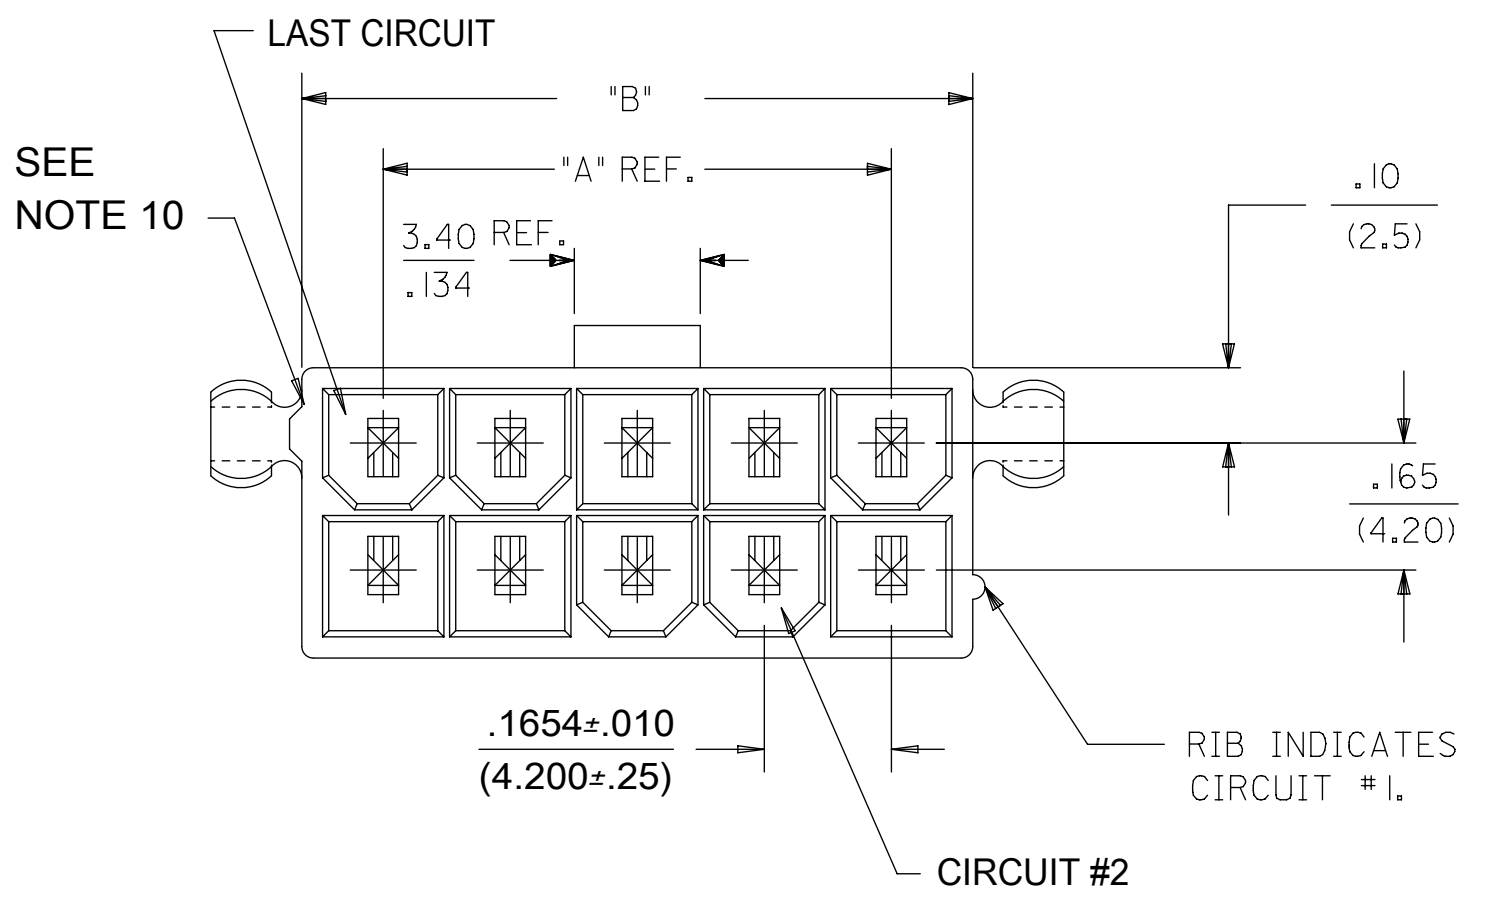 LAST CIRCUIT
"B"
SEE
NOTE 10
"A" REF.
3.40 REF.
.134
.10
(2.5)
.165
(4.20)
.1654±.010
(4.200±.25)
RIB INDICATES
CIRCUIT #1.
CIRCUIT #2